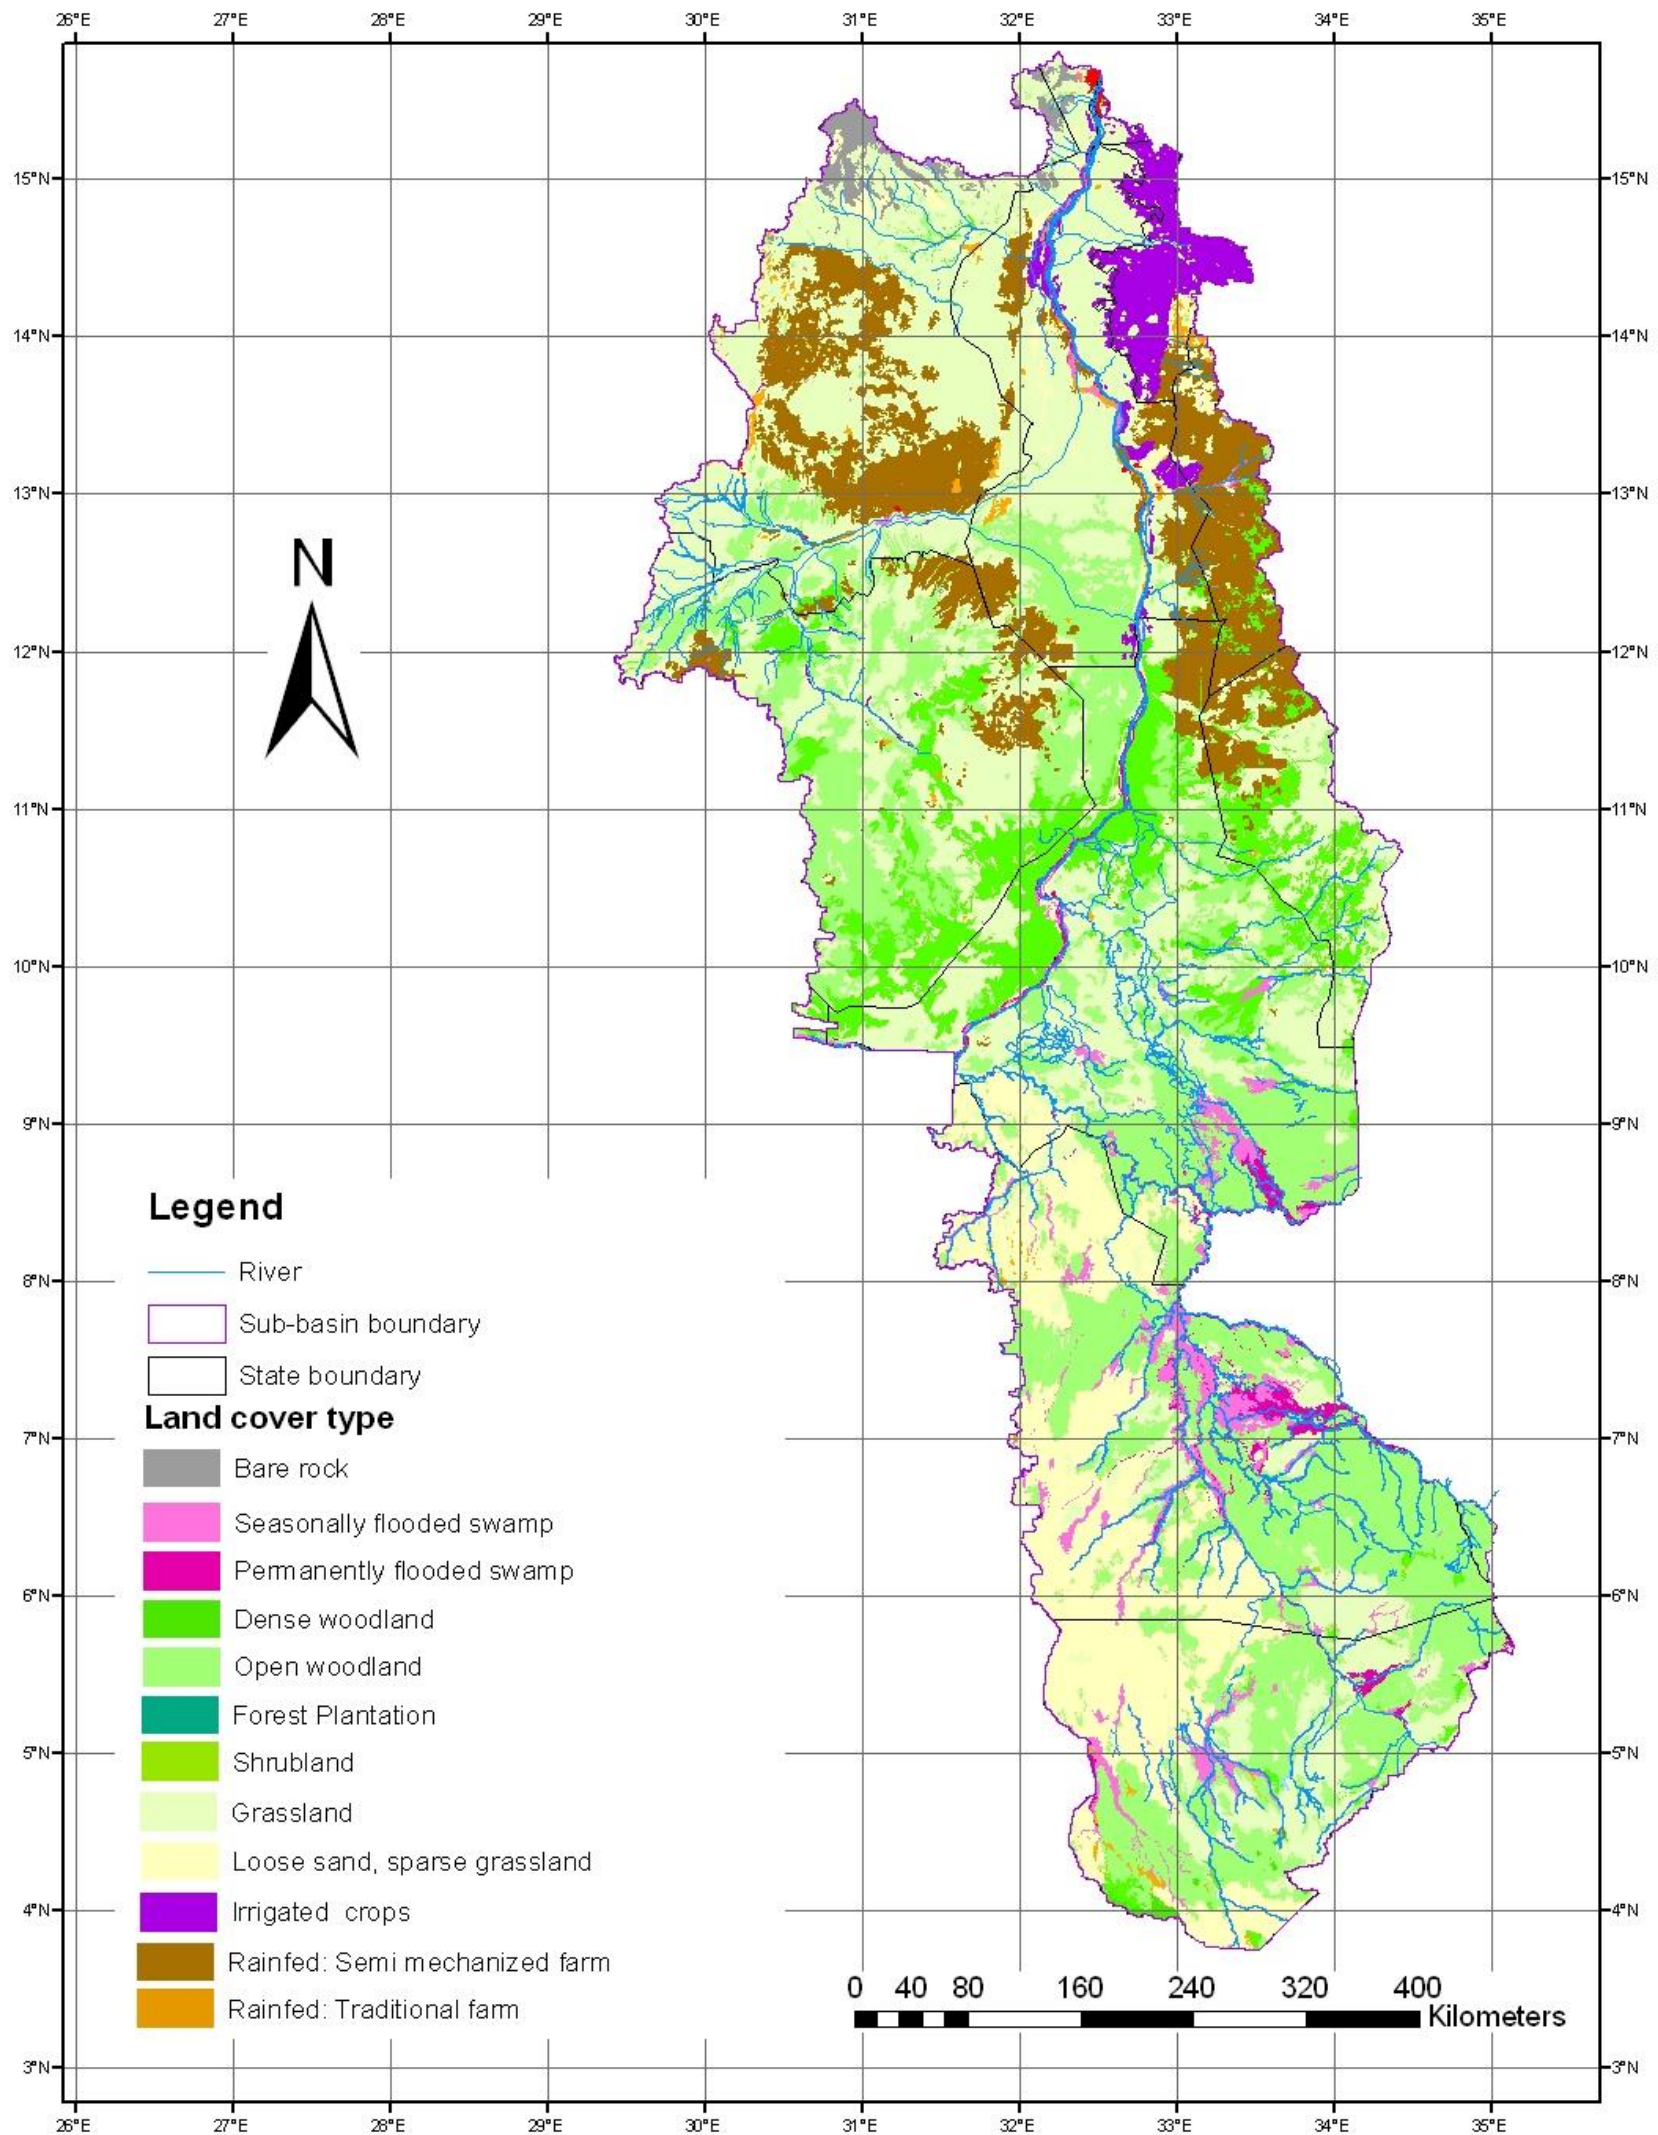 26°E 27°E 28°E 29°E 30°E 31°E 32°E 33°E 34°E 35°E
15°N 15°N
14°N 14°N
13°N 13°N
N
12°N 12°N
11°N 11°N
10°N 10°N
9°N 9°N
Legend
River
8°N 8°N
Sub-basin boundary
State boundary
Land cover type
7°N 7°N
Bare rock
Seasonally flooded swamp
Permanently flooded swamp
6°N 6°N
Dense woodland
Open woodland
Forest Plantation
5°N 5°N
Shrubland
Grassland
Loose sand, sparse grassland
4°N 4°N
Irrigated crops
Rainfed: Semi mechanized farm
Rainfed: Traditional farm
0 40 80 160 240 320 400
Kilometers
3°N 3°N
26°E 27°E 28°E 29°E 30°E 31°E 32°E 33°E 34°E 35°E